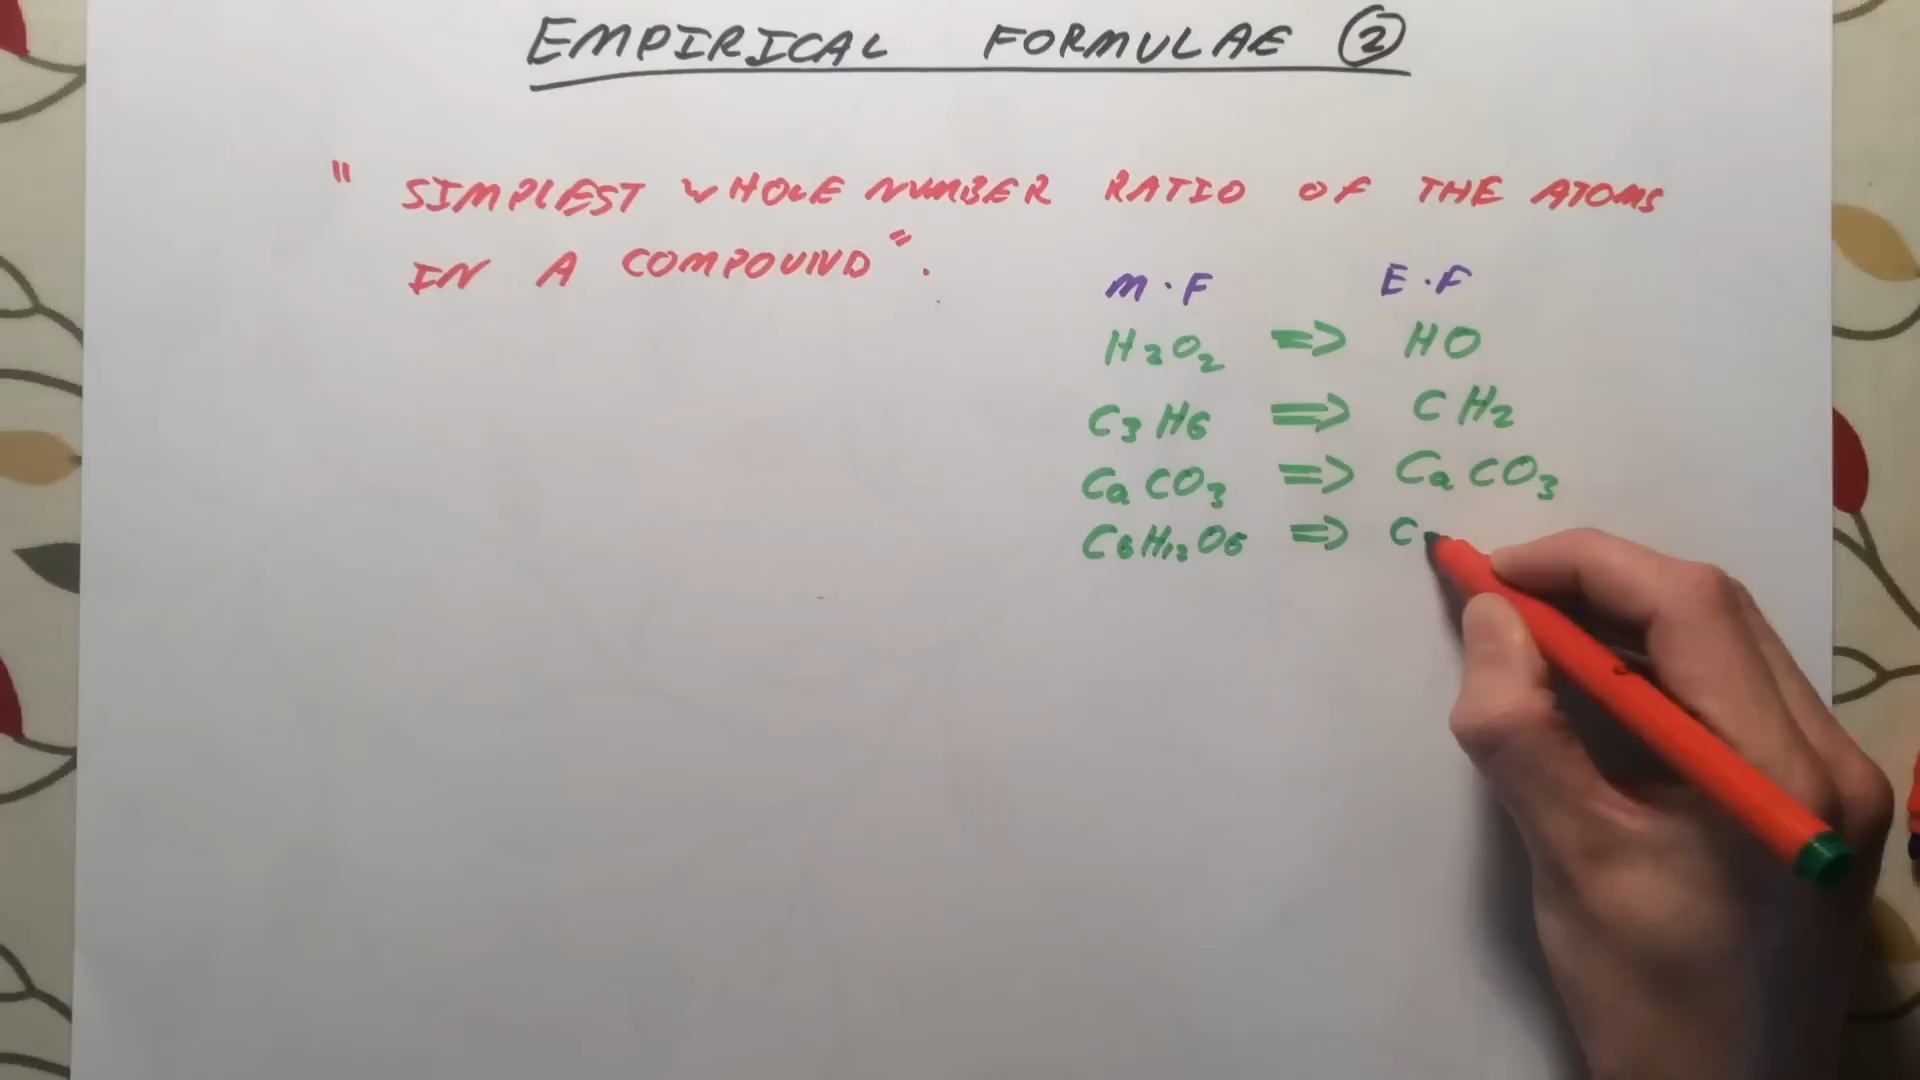 EMPIRICAL FORMULAE ②
" SIMPLEST WHOLE NUMBER RATIO OF THE ATOMS
IN A COMPOUND ".
M.F E.F
H₂O₂ => HO
C₃H₆ => CH₂
CaCO₃ => CaCO₃
C₆H₁₂O₆ => C